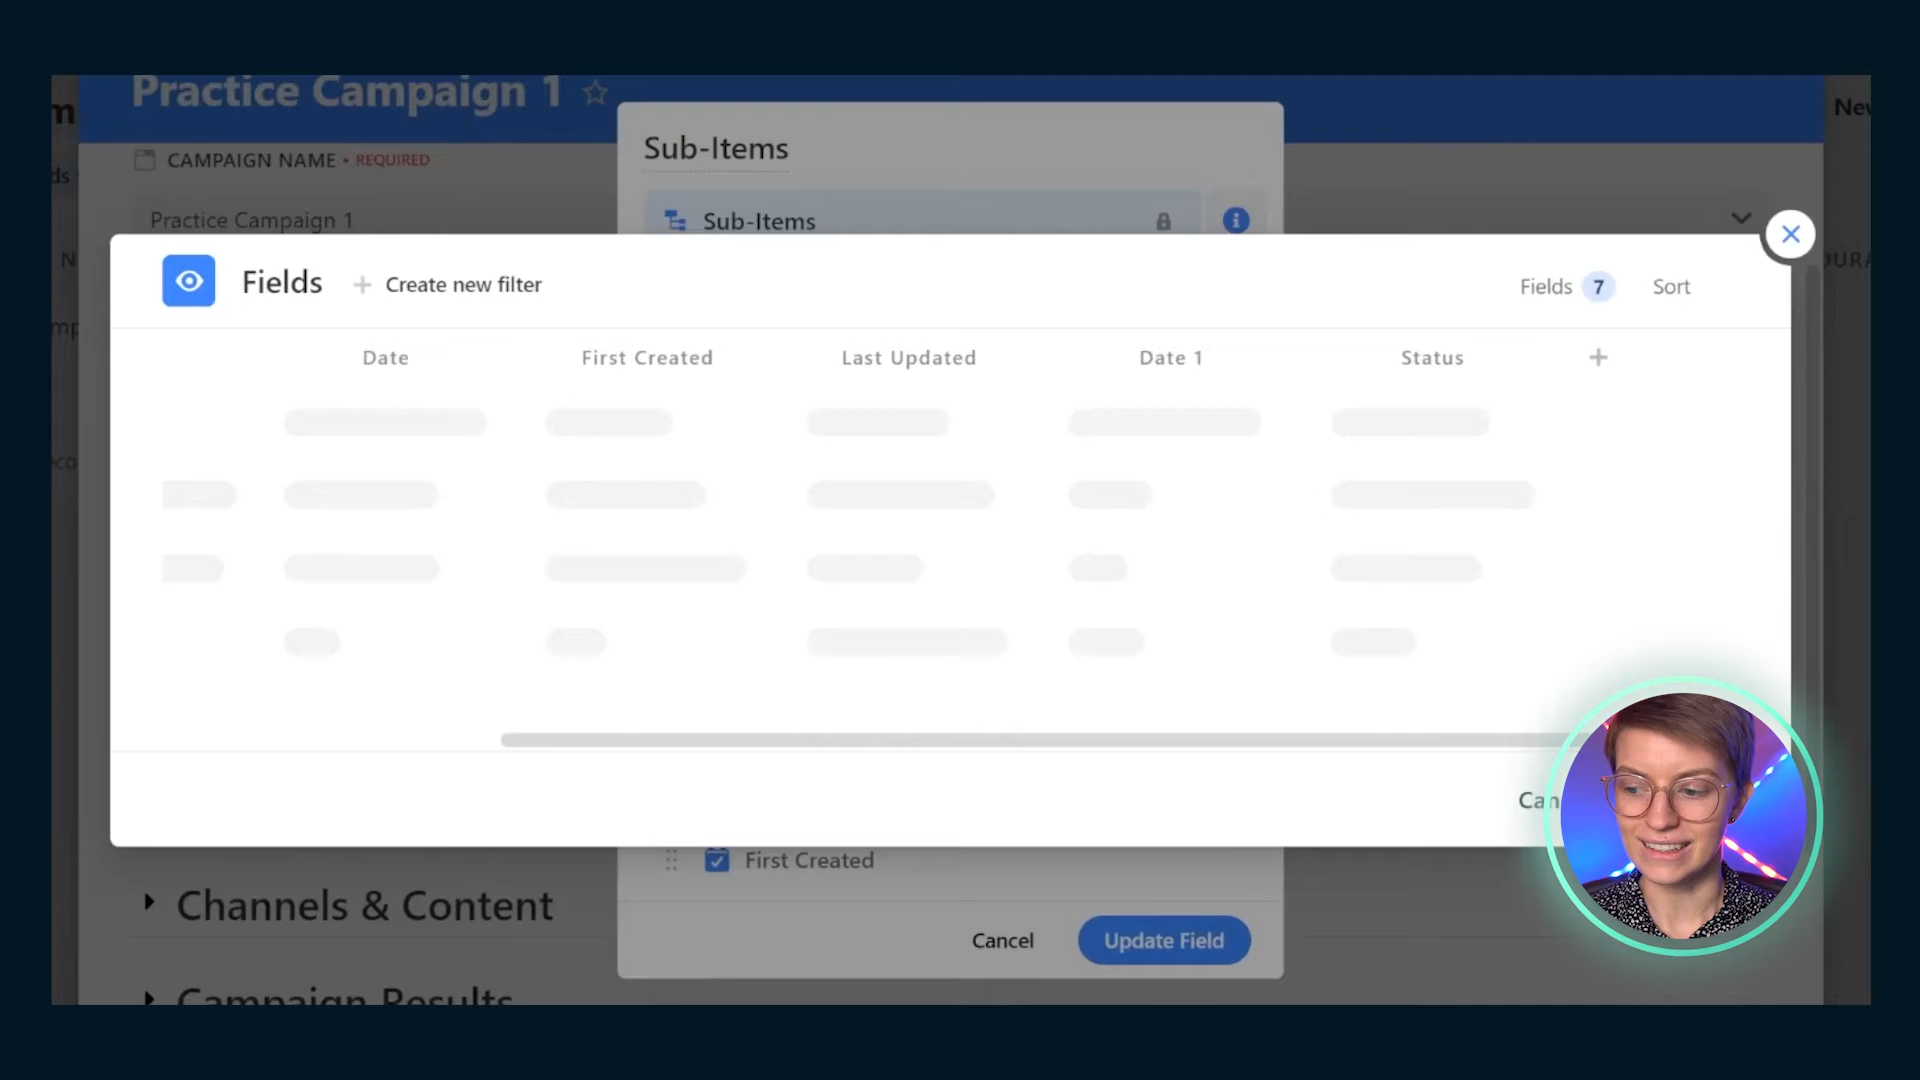 Practice Campaign 1
CAMPAIGN NAME • REQUIRED
Practice Campaign 1
Sub-Items
Sub-Items
Fields
+ Create new filter
Fields 7
Sort
Date
First Created
Last Updated
Date 1
Status
+
First Created
Cancel
Update Field
Channels & Content
Campaign Results